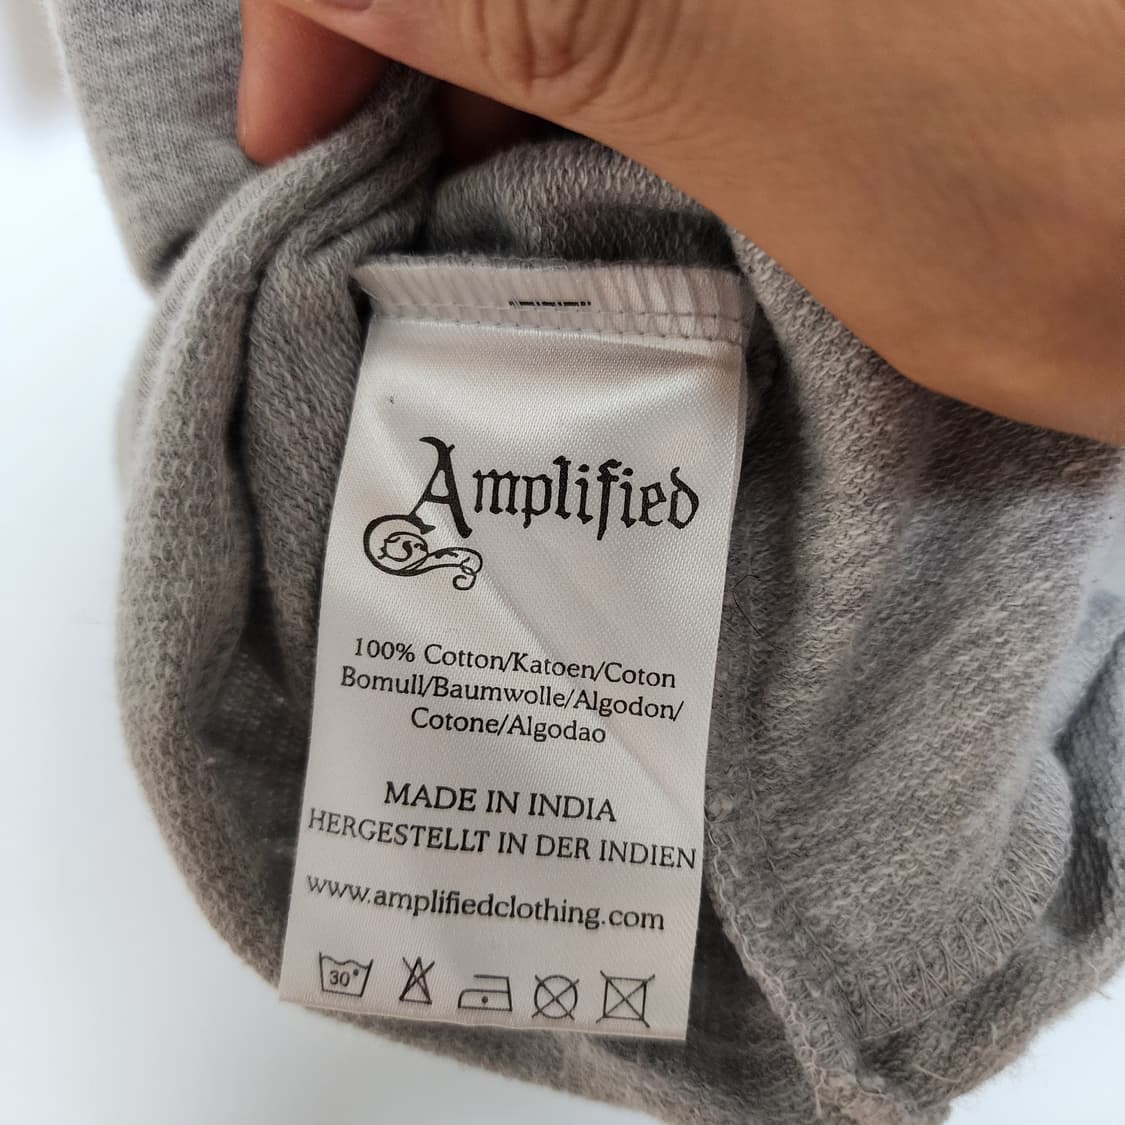 Amplified
100% Cotton/Katoen/Coton
Bomull/Baumwolle/Algodon/
Cotone/Algodao
MADE IN INDIA
HERGESTELLT IN DER INDIEN
www.amplifiedclothing.com
30°